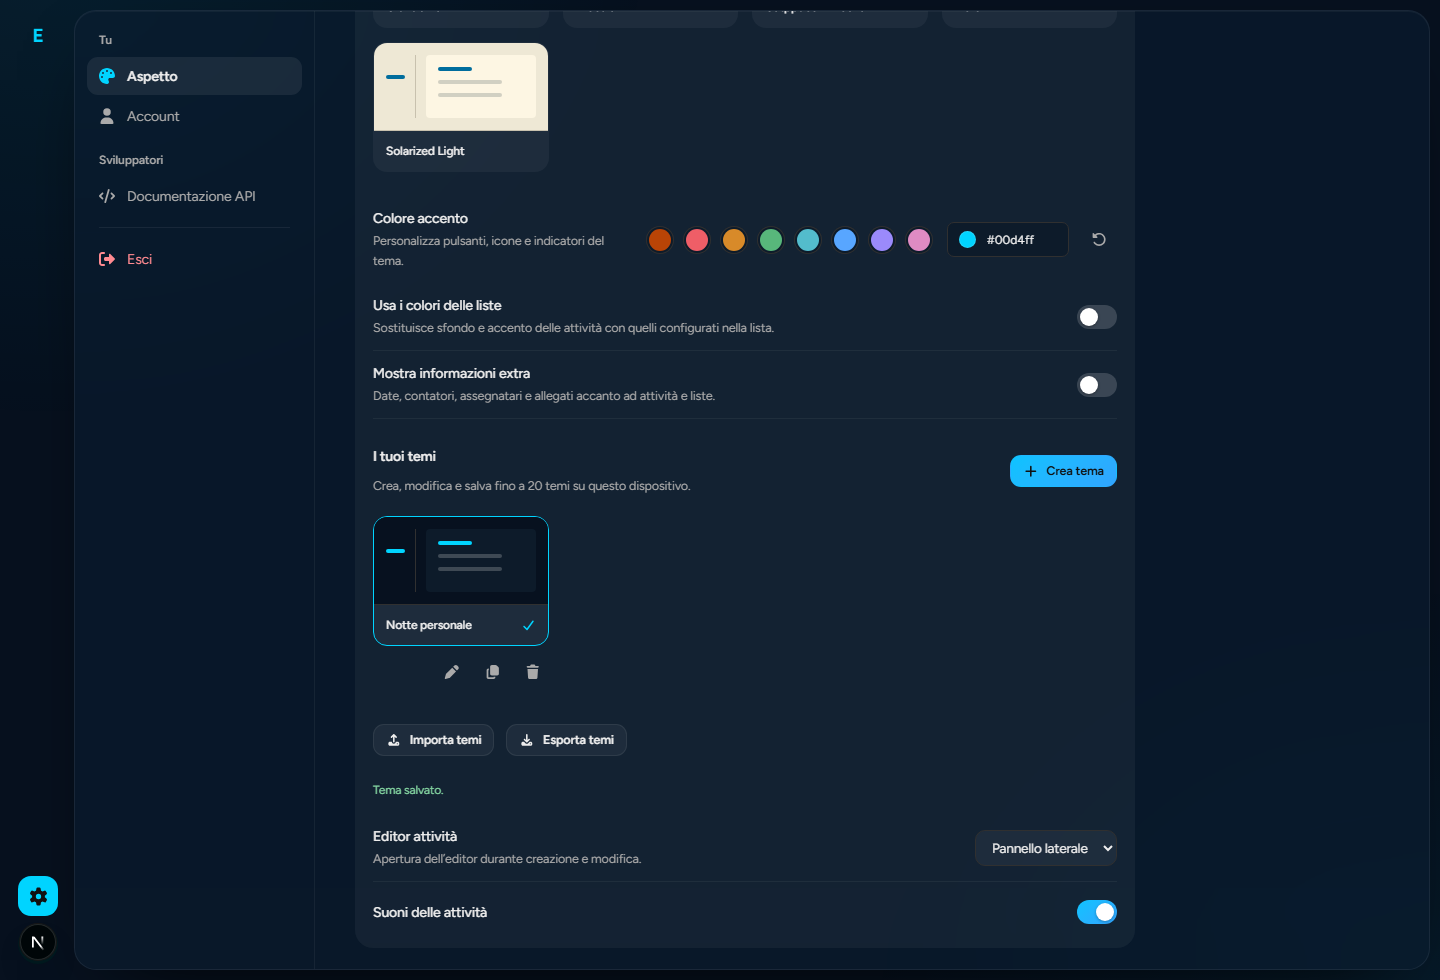 E
Tu
Aspetto
Account
Sviluppatori
Documentazione API
Esci
Solarized Light
Colore accento
Personalizza pulsanti, icone e indicatori del
tema.
#00d4ff
Usa i colori delle liste
Sostituisce sfondo e accento delle attività con quelli configurati nella lista.
Mostra informazioni extra
Date, contatori, assegnatari e allegati accanto ad attività e liste.
I tuoi temi
Crea, modifica e salva fino a 20 temi su questo dispositivo.
Crea tema
Notte personale
Importa temi
Esporta temi
Tema salvato.
Editor attività
Apertura dell'editor durante creazione e modifica.
Pannello laterale
Suoni delle attività
N